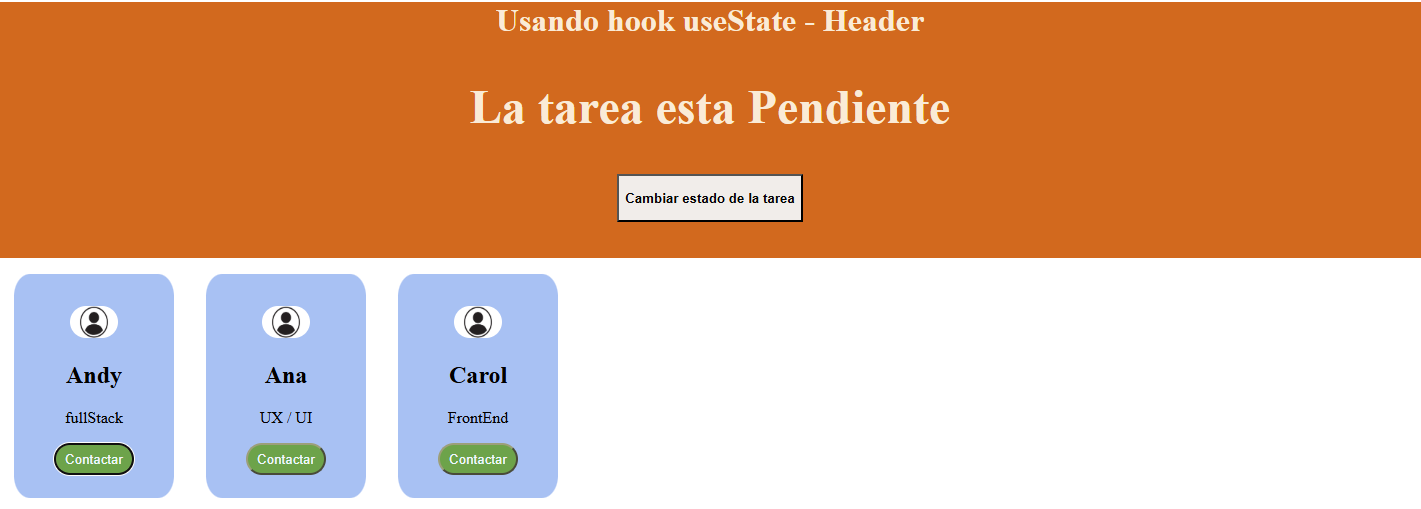 Usando hook useState - Header
La tarea esta Pendiente
Cambiar estado de la tarea
Andy
fullStack
Contactar
Ana
UX / UI
Contactar
Carol
FrontEnd
Contactar